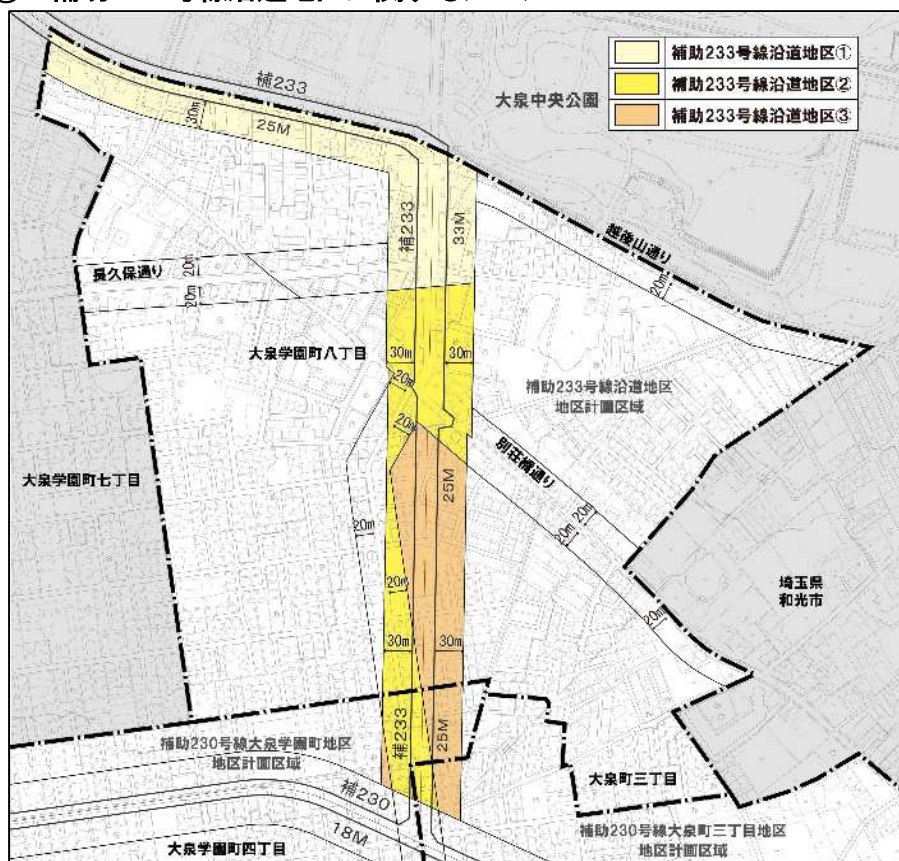 補助233号線沿道地区①
補助233号線沿道地区②
補助233号線沿道地区③
大泉中央公園
補233
30m
25M
補233
33M
越後山通り
20m
長久保通り
20m
20m
大泉学園町八丁目
30m
30m
20m
補助233号線沿道地区
地区計画区域
20m
別荘橋通り
大泉学園町七丁目
25M
20m
20m
20m
20m
埼玉県
和光市
20m
30m
30m
補233
25M
補助230号線大泉学園町地区
地区計画区域
補230
大泉町三丁目
18M
補助230号線大泉町三丁目地区
地区計画区域
大泉学園町四丁目